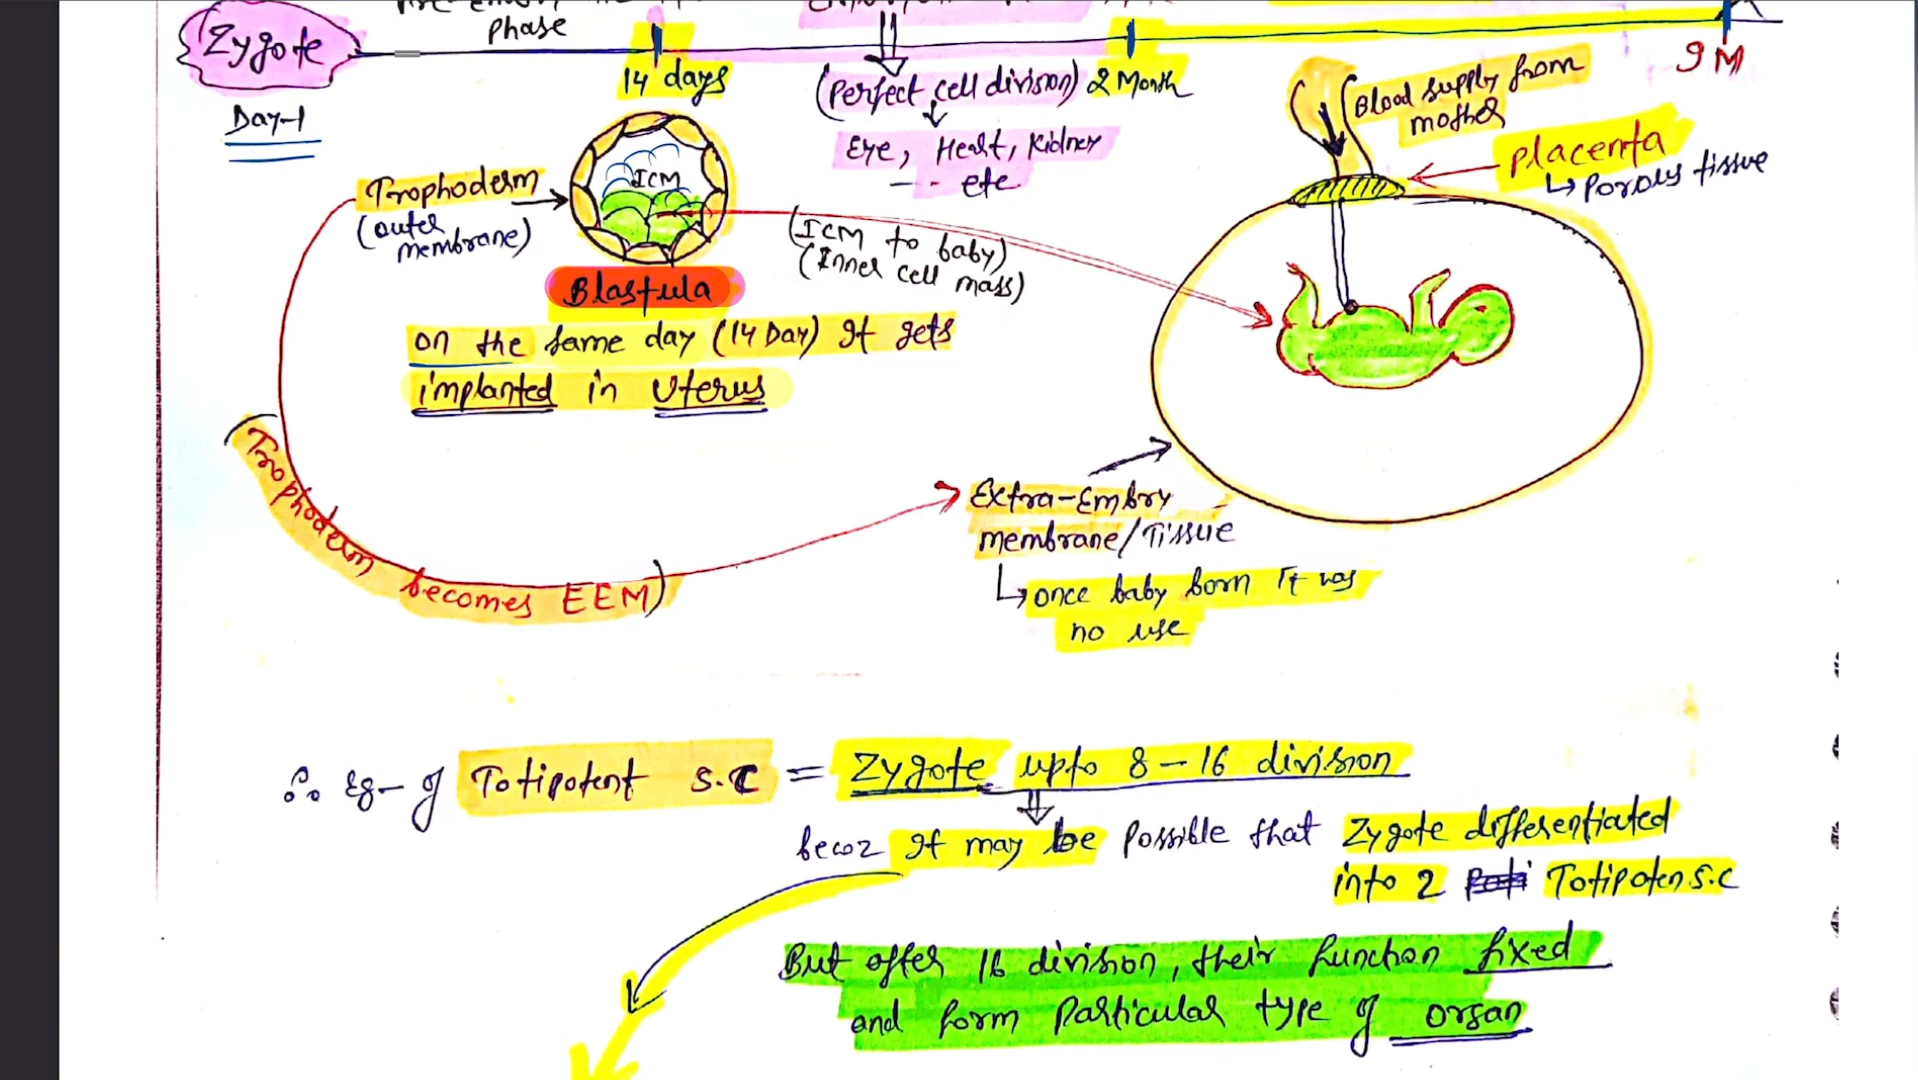 phase
Zygote
14 days
(Perfect cell division)
2 Month
9 M
Day-1
Eye, Heart, Kidney
-- etc
Blood supply from
mother
placenta
↳ Porous tissue
Trophoderm
(outer
membrane)
ICM
(ICM to baby)
(Inner cell mass)
Blastula
on the same day (14 Day) It gets
implanted in Uterus
(Trophoderm becomes EEM)
Extra-Embry
membrane/Tissue
↳ once baby born It
no use
∴ Eg- of Totipotent S.C = Zygote upto 8-16 division
becoz It may be possible that Zygote differentiated
into 2 Totipoten S.C
But after 16 division, their function fixed
and form Particular type of organ